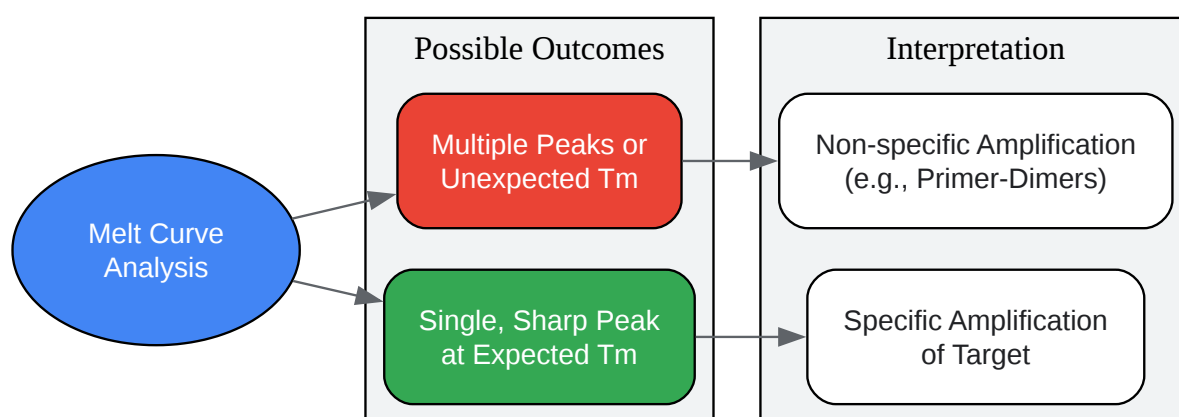 Possible Outcomes
Interpretation
Multiple Peaks or
Unexpected Tm
Non-specific Amplification
(e.g., Primer-Dimers)
Melt Curve
Analysis
Single, Sharp Peak
at Expected Tm
Specific Amplification
of Target